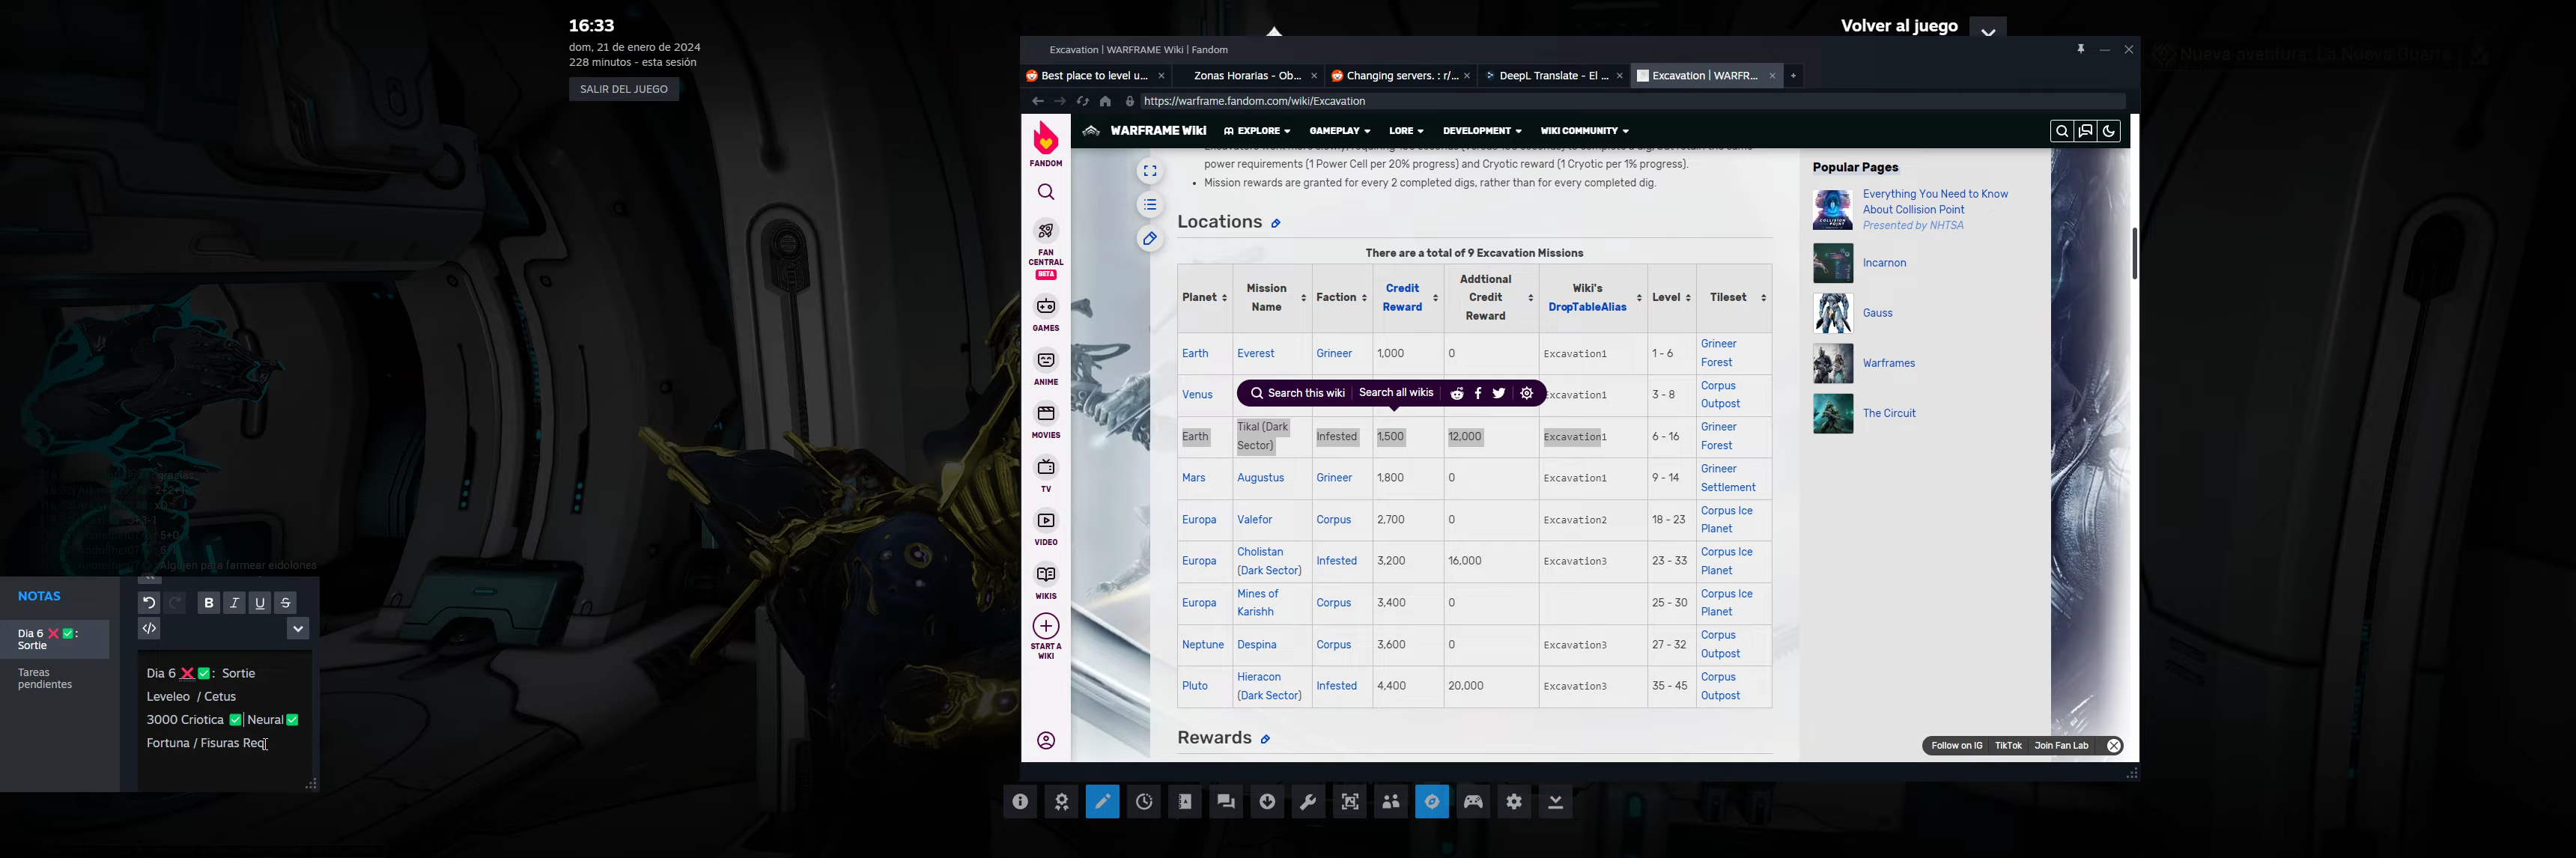 16:33
dom, 21 de enero de 2024
228 minutos - esta sesión
SALIR DEL JUEGO
Volver al juego
Nueva aventura: La Nueva Guerra
Alguien para farmear eidolones
NOTAS
Dia 6 ❌ ✅ :
Sortie
Tareas
pendientes
B I U S
</>
Dia 6 ❌ ✅ : Sortie
Leveleo / Cetus
3000 Criotica ✅ Neural ✅
Fortuna / Fisuras Req
Excavation | WARFRAME Wiki | Fandom
Best place to level u...
Zonas Horarias - Ob...
Changing servers. : r/...
DeepL Translate - El ...
Excavation | WARFR...
https://warframe.fandom.com/wiki/Excavation
FANDOM
FAN
CENTRAL
BETA
GAMES
ANIME
MOVIES
TV
VIDEO
WIKIS
START A
WIKI
WARFRAME Wiki
EXPLORE
GAMEPLAY
LORE
DEVELOPMENT
WIKI COMMUNITY
power requirements (1 Power Cell per 20% progress) and Cryotic reward (1 Cryotic per 1% progress).
• Mission rewards are granted for every 2 completed digs, rather than for every completed dig.
Locations
There are a total of 9 Excavation Missions
Planet Mission Name Faction Credit Reward Addtional Credit Reward Wiki's DropTableAlias Level Tileset
Earth Everest Grineer 1,000 0 Excavation1 1 - 6 Grineer Forest
Venus Excavation1 3 - 8 Corpus Outpost
Search this wiki Search all wikis
Earth Tikal (Dark Sector) Infested 1,500 12,000 Excavation1 6 - 16 Grineer Forest
Mars Augustus Grineer 1,800 0 Excavation1 9 - 14 Grineer Settlement
Europa Valefor Corpus 2,700 0 Excavation2 18 - 23 Corpus Ice Planet
Europa Cholistan (Dark Sector) Infested 3,200 16,000 Excavation3 23 - 33 Corpus Ice Planet
Europa Mines of Karishh Corpus 3,400 0 25 - 30 Corpus Ice Planet
Neptune Despina Corpus 3,600 0 Excavation3 27 - 32 Corpus Outpost
Pluto Hieracon (Dark Sector) Infested 4,400 20,000 Excavation3 35 - 45 Corpus Outpost
Rewards
Popular Pages
Everything You Need to Know
About Collision Point
Presented by NHTSA
Incarnon
Gauss
Warframes
The Circuit
Follow on IG TikTok Join Fan Lab